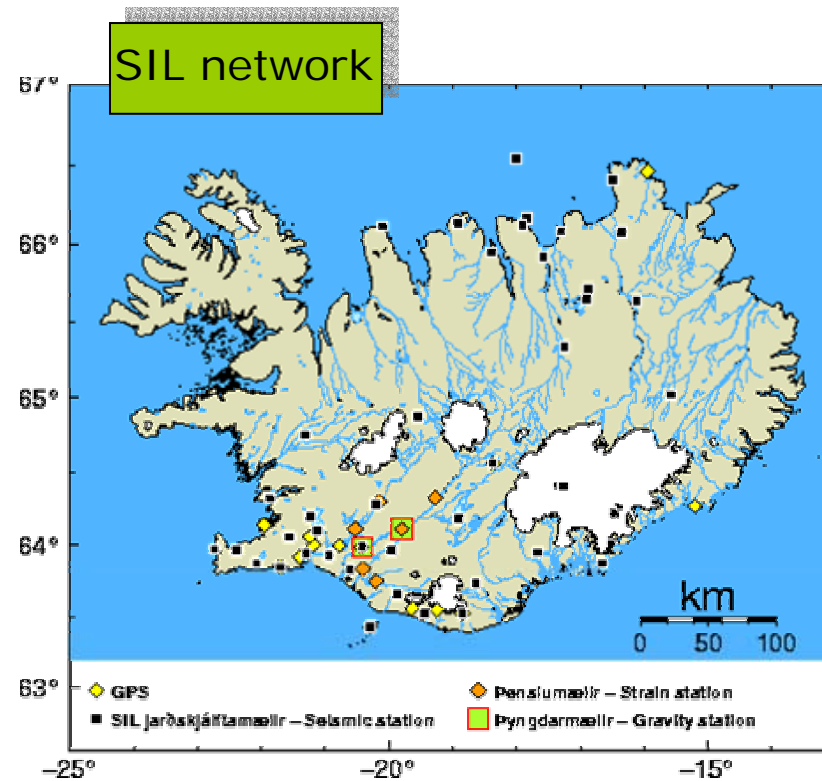 SIL network
67°
66°
65°
64°
63°
km
0 50 100
GPS
SIL jarðskjálftamælir – Seismic station
Þenslumælir – Strain station
Þyngdarmælir – Gravity station
−25° −20° −15°